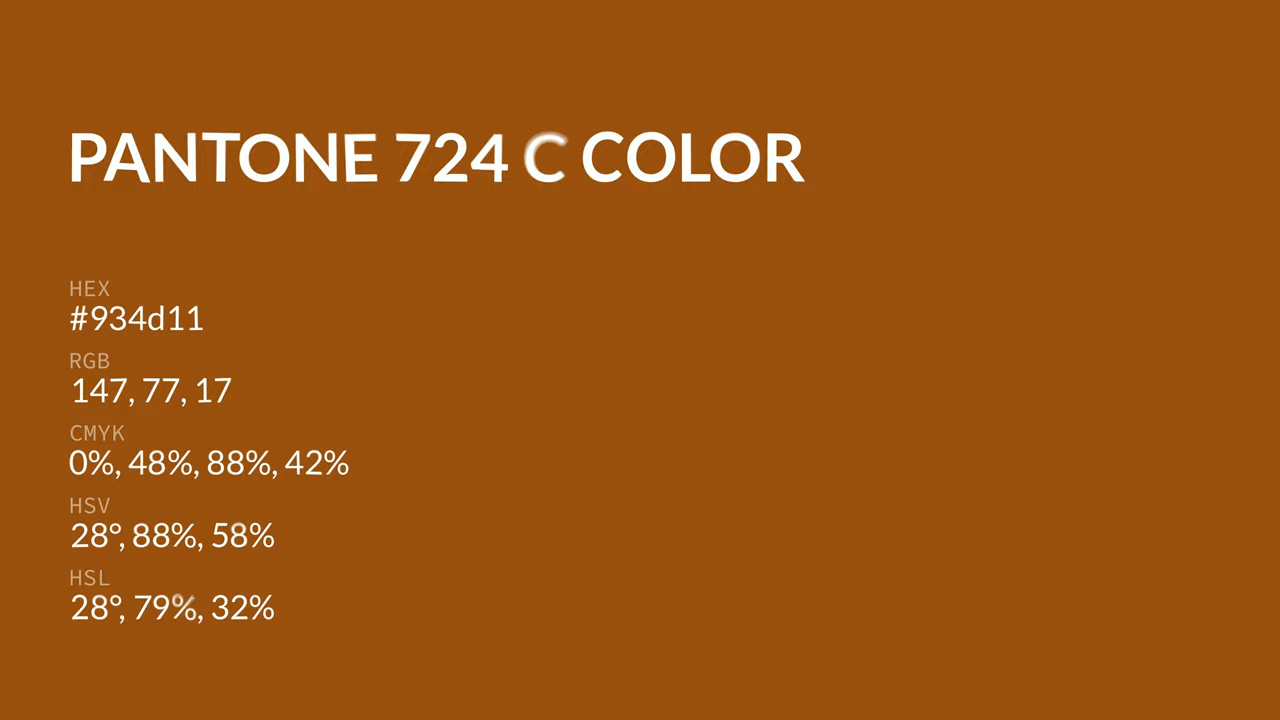 PANTONE 724 C COLOR
HEX
#934d11
RGB
147, 77, 17
CMYK
0%, 48%, 88%, 42%
HSV
28°, 88%, 58%
HSL
28°, 79%, 32%